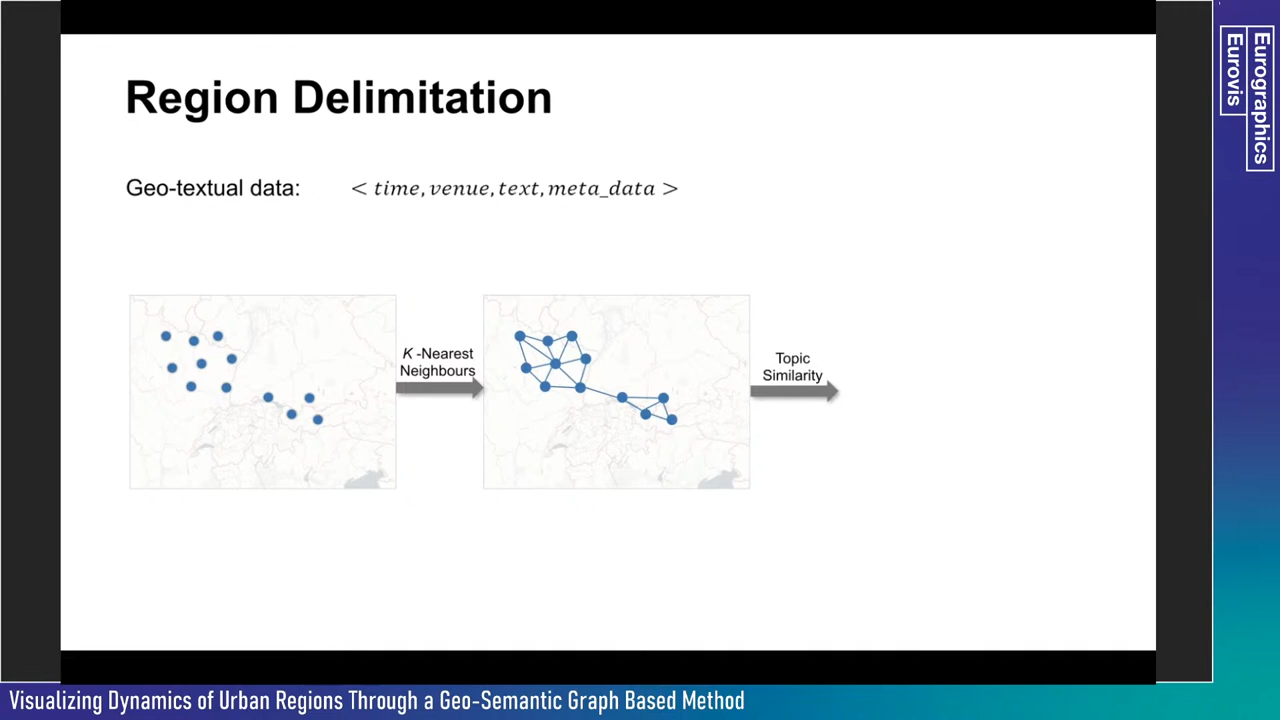 Region Delimitation
Geo-textual data: < time, venue, text, meta_data >
K -Nearest
Neighbours
Topic
Similarity
Eurographics
Eurovis
Visualizing Dynamics of Urban Regions Through a Geo-Semantic Graph Based Method